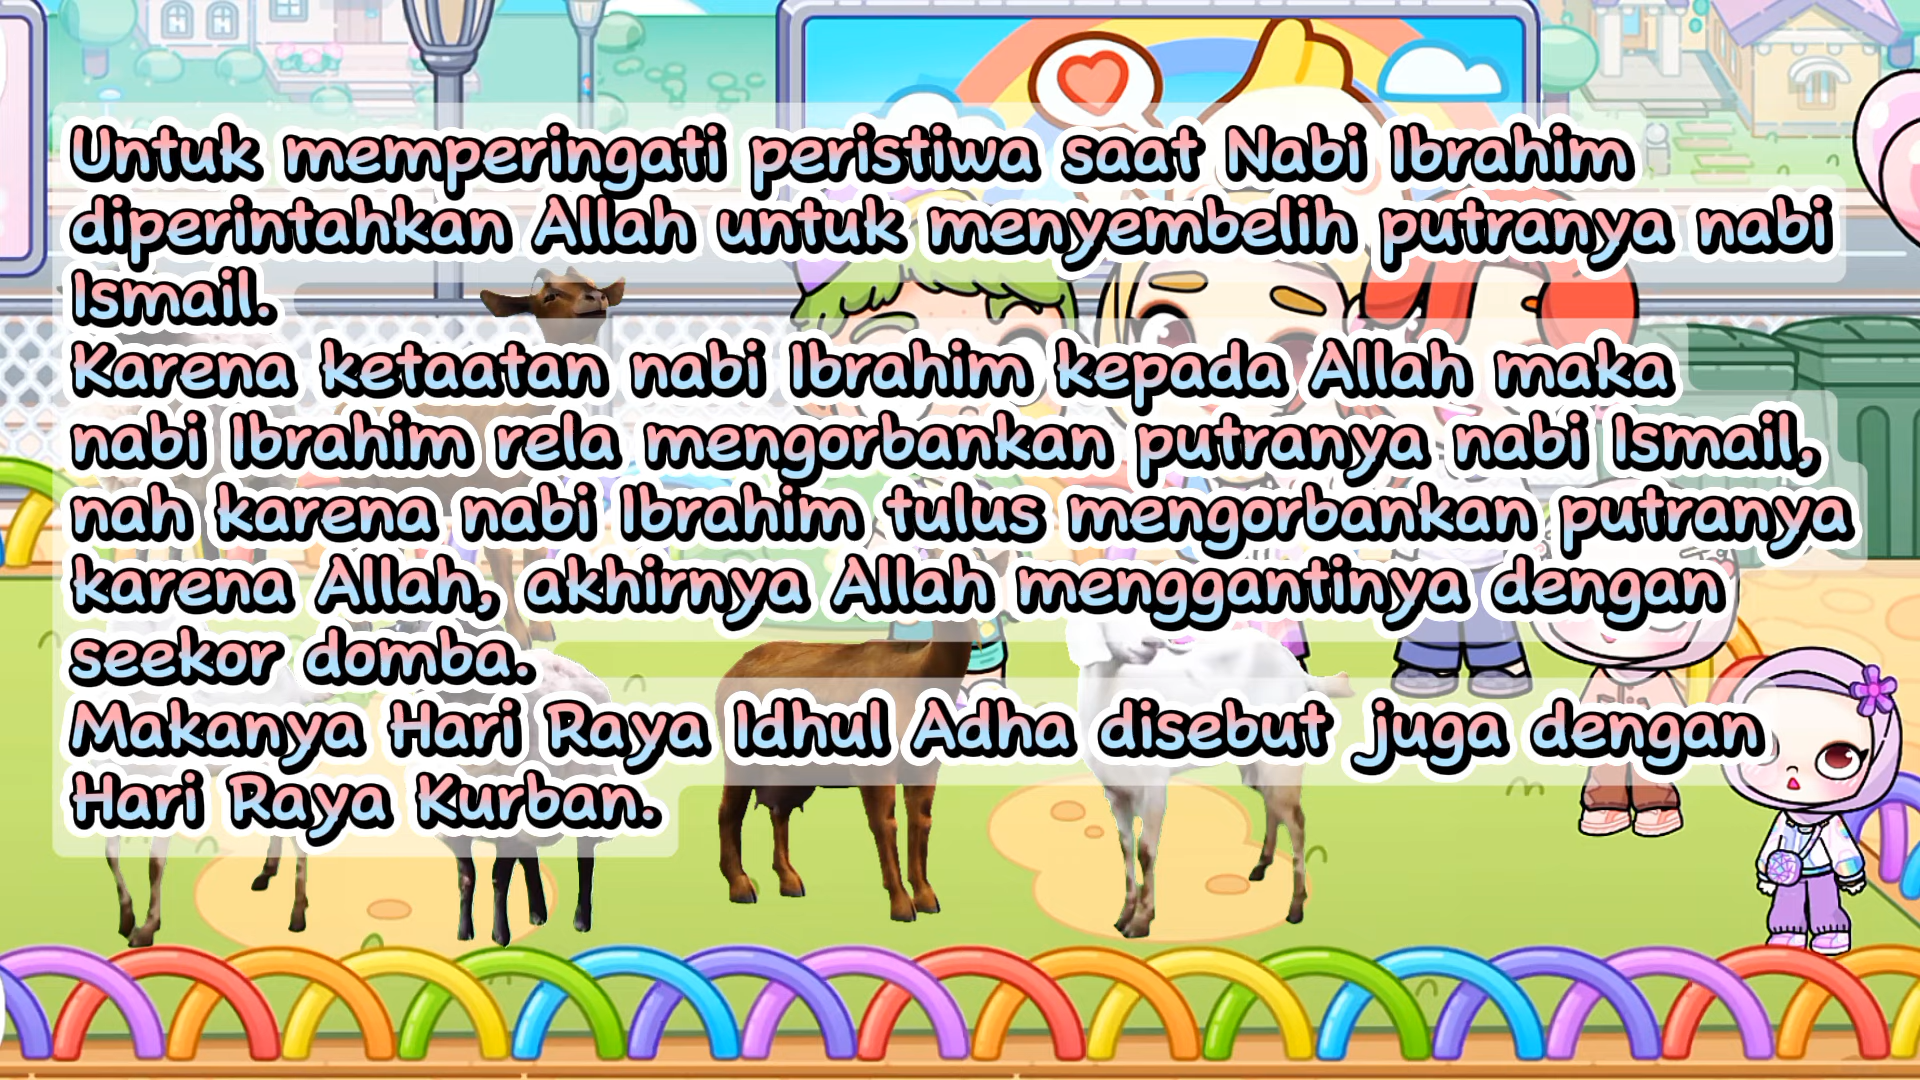 Untuk memperingati peristiwa saat Nabi Ibrahim
diperintahkan Allah untuk menyembelih putranya nabi
Ismail.
Karena ketaatan nabi Ibrahim kepada Allah maka
nabi Ibrahim rela mengorbankan putranya nabi Ismail,
nah karena nabi Ibrahim tulus mengorbankan putranya
karena Allah, akhirnya Allah menggantinya dengan
seekor domba.
Makanya Hari Raya Idhul Adha disebut juga dengan
Hari Raya Kurban.